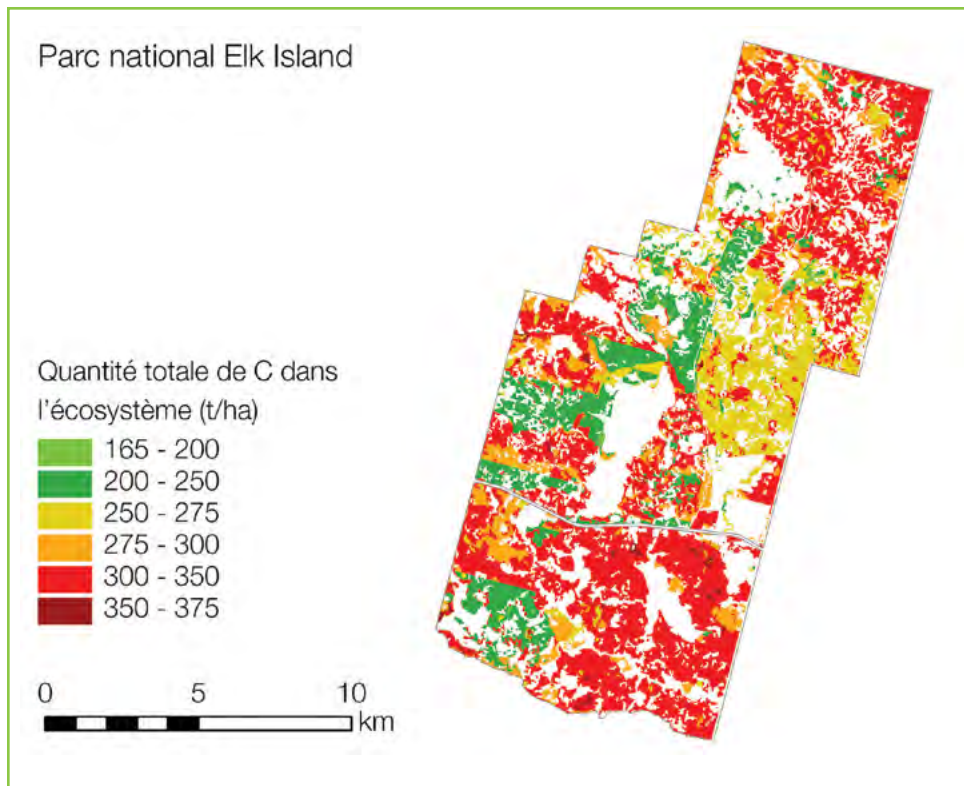 Parc national Elk Island
Quantité totale de C dans
l'écosystème (t/ha)
165 - 200
200 - 250
250 - 275
275 - 300
300 - 350
350 - 375
0 5 10
km